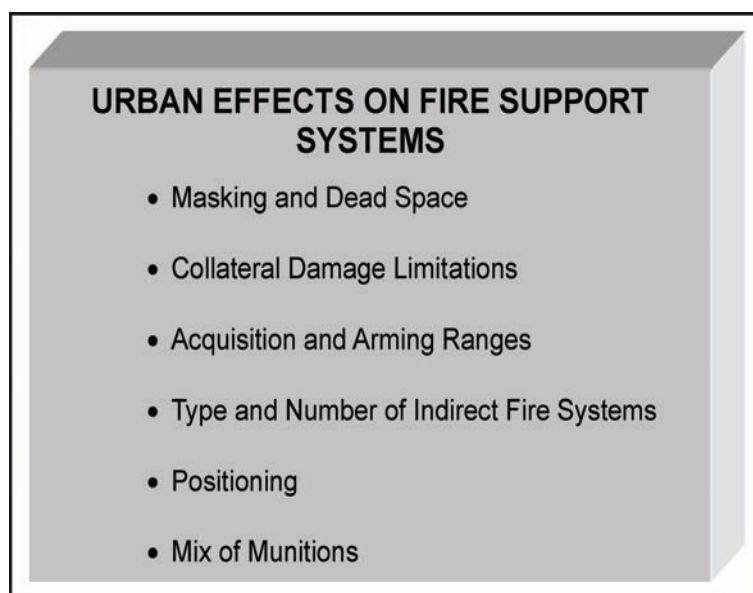 URBAN EFFECTS ON FIRE SUPPORT
SYSTEMS
• Masking and Dead Space
• Collateral Damage Limitations
• Acquisition and Arming Ranges
• Type and Number of Indirect Fire Systems
• Positioning
• Mix of Munitions